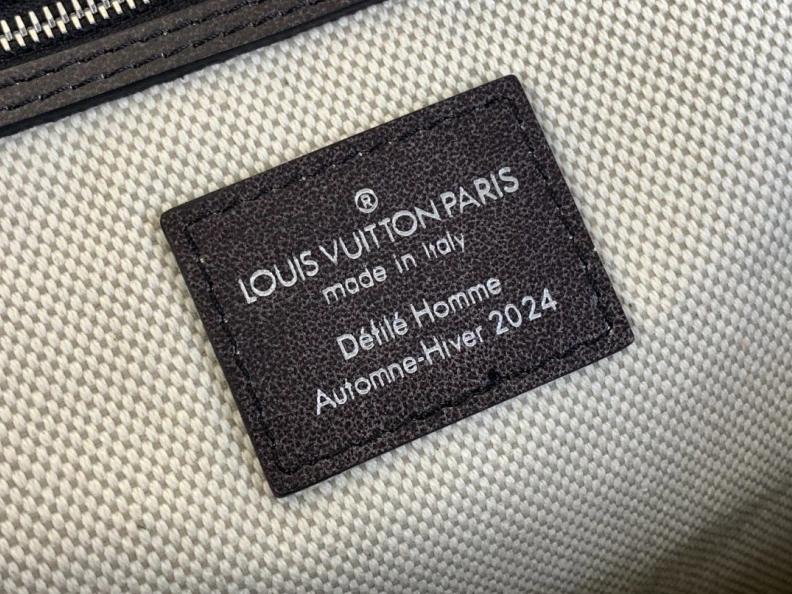 ®
LOUIS VUITTON PARIS
made in Italy
Défilé Homme
Automne-Hiver 2024